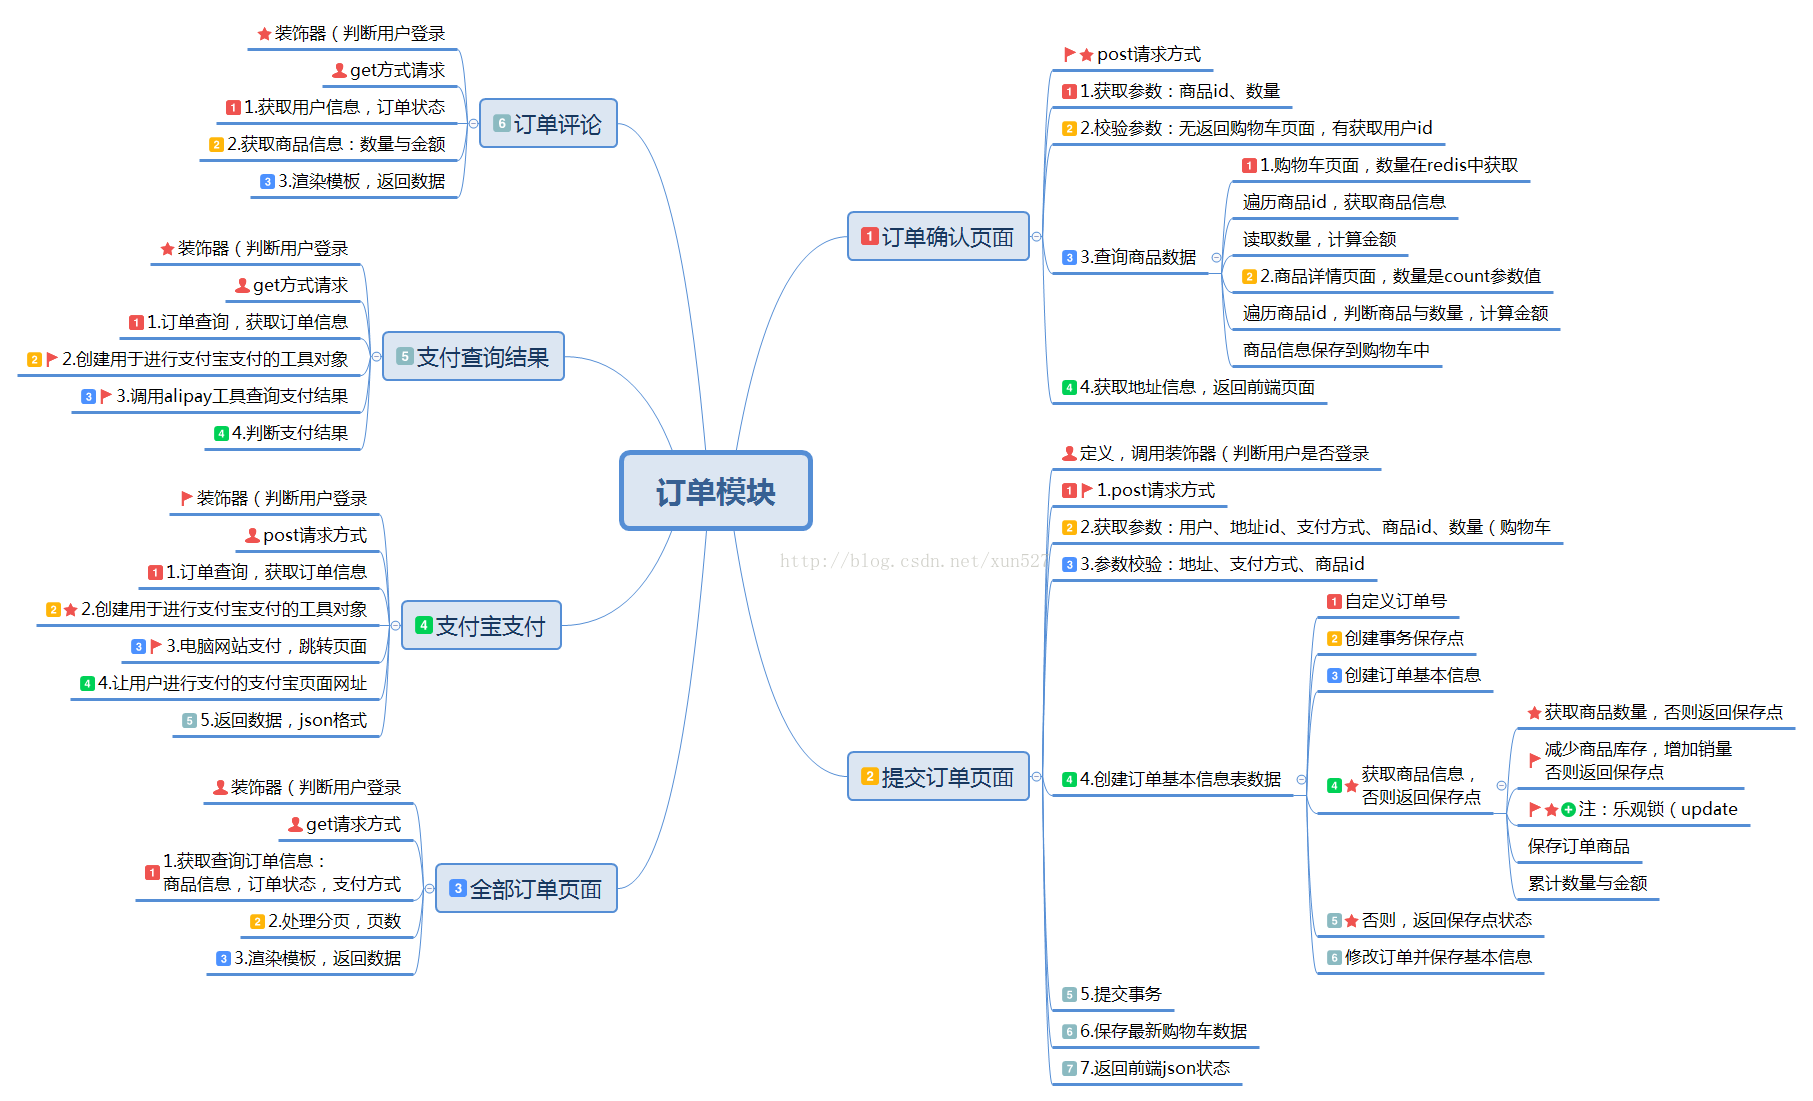 订单模块
1 订单确认页面
post请求方式
1 1.获取参数：商品id、数量
2 2.校验参数：无返回购物车页面，有获取用户id
3 3.查询商品数据
1 1.购物车页面，数量在redis中获取
遍历商品id，获取商品信息
读取数量，计算金额
2 2.商品详情页面，数量是count参数值
遍历商品id，判断商品与数量，计算金额
商品信息保存到购物车中
4 4.获取地址信息，返回前端页面
2 提交订单页面
定义，调用装饰器（判断用户是否登录
1 1.post请求方式
2 2.获取参数：用户、地址id、支付方式、商品id、数量（购物车
3 3.参数校验：地址、支付方式、商品id
4 4.创建订单基本信息表数据
1 自定义订单号
2 创建事务保存点
3 创建订单基本信息
4 获取商品信息，
否则返回保存点
获取商品数量，否则返回保存点
减少商品库存，增加销量
否则返回保存点
注：乐观锁（update
保存订单商品
累计数量与金额
5 否则，返回保存点状态
6 修改订单并保存基本信息
5 5.提交事务
6 6.保存最新购物车数据
7 7.返回前端json状态
3 全部订单页面
装饰器（判断用户登录
get请求方式
1 1.获取查询订单信息：
商品信息，订单状态，支付方式
2 2.处理分页，页数
3 3.渲染模板，返回数据
4 支付宝支付
装饰器（判断用户登录
post请求方式
1 1.订单查询，获取订单信息
2 2.创建用于进行支付宝支付的工具对象
3 3.电脑网站支付，跳转页面
4 4.让用户进行支付的支付宝页面网址
5 5.返回数据，json格式
5 支付查询结果
装饰器（判断用户登录
get方式请求
1 1.订单查询，获取订单信息
2 2.创建用于进行支付宝支付的工具对象
3 3.调用alipay工具查询支付结果
4 4.判断支付结果
6 订单评论
装饰器（判断用户登录
get方式请求
1 1.获取用户信息，订单状态
2 2.获取商品信息：数量与金额
3 3.渲染模板，返回数据
http://blog.csdn.net/xun527